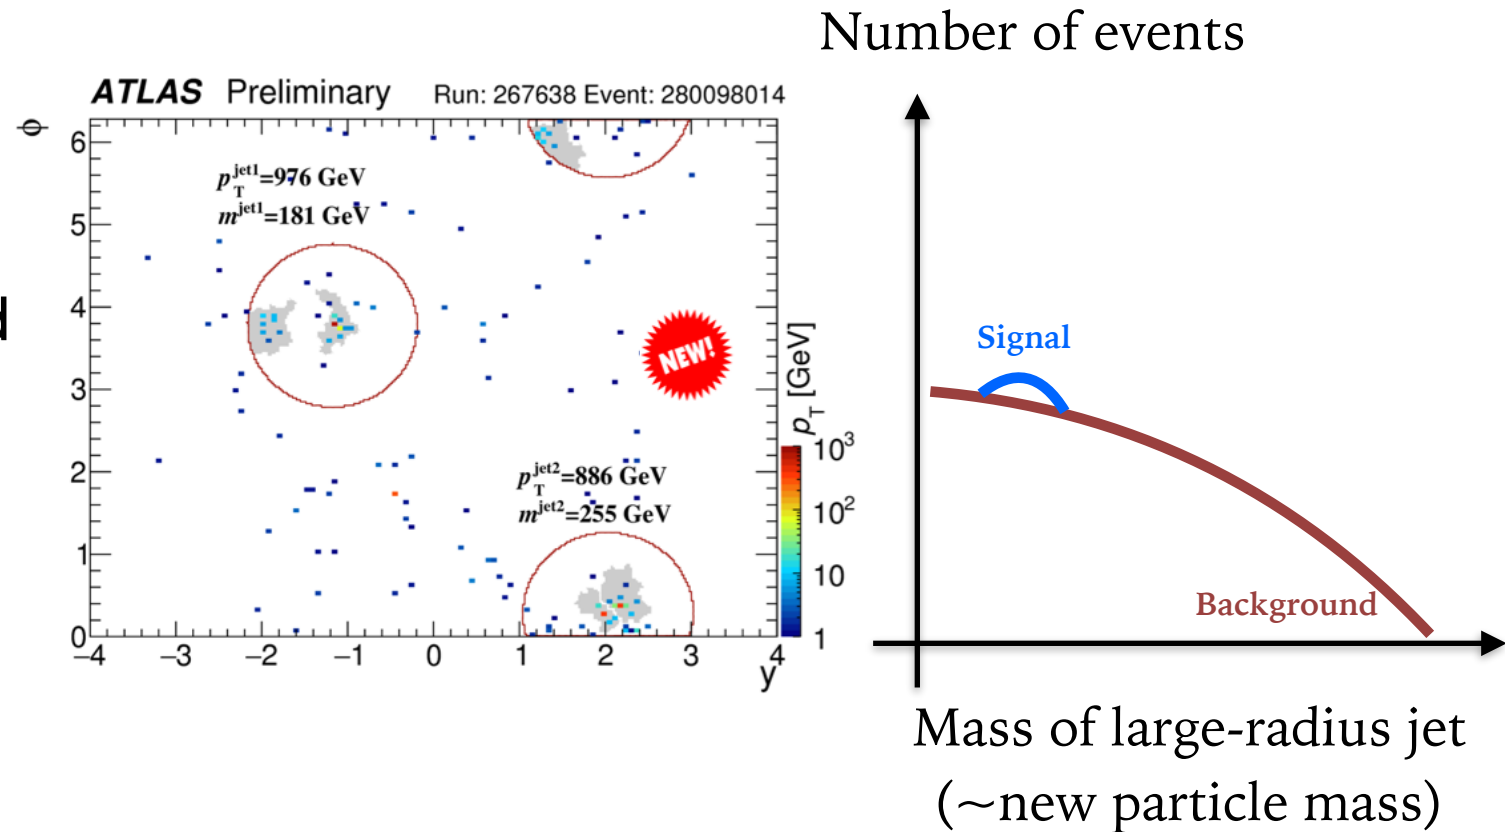 Number of events
ATLAS Preliminary Run: 267638 Event: 280098014
ϕ
6
p_T^jet1=976 GeV
m^jet1=181 GeV
5
4
d
NEW!
Signal
3
p_T [GeV]
10^3
2
p_T^jet2=886 GeV
m^jet2=255 GeV
10^2
1
10
Background
0
1
−4 −3 −2 −1 0 1 2 3 4
y
Mass of large-radius jet
(~new particle mass)